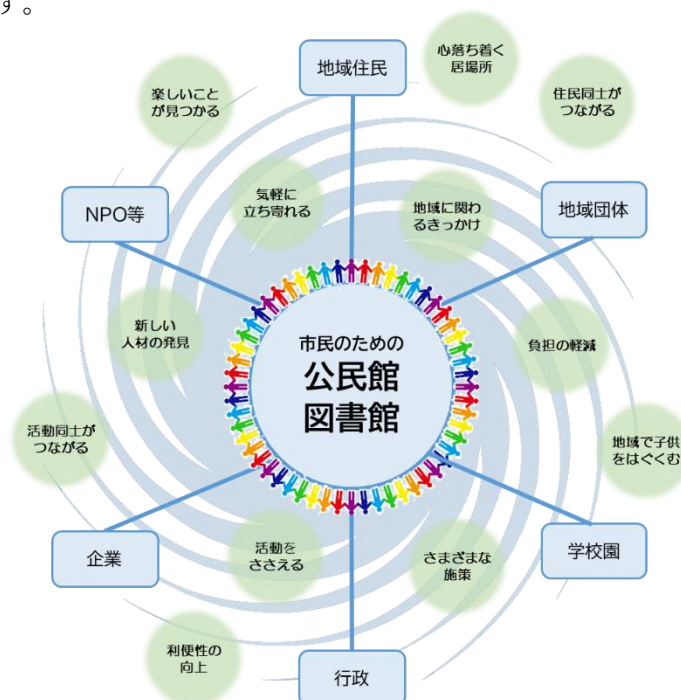 す。
心落ち着く
居場所
地域住民
楽しいこと
が見つかる
住民同士が
つながる
気軽に
立ち寄れる
地域に関わ
るきっかけ
NPO等
地域団体
新しい
人材の発見
市民のための
公民館
図書館
負担の軽減
活動同士が
つながる
地域で子供
をはぐくむ
企業
活動を
ささえる
さまざまな
施策
学校園
利便性の
向上
行政